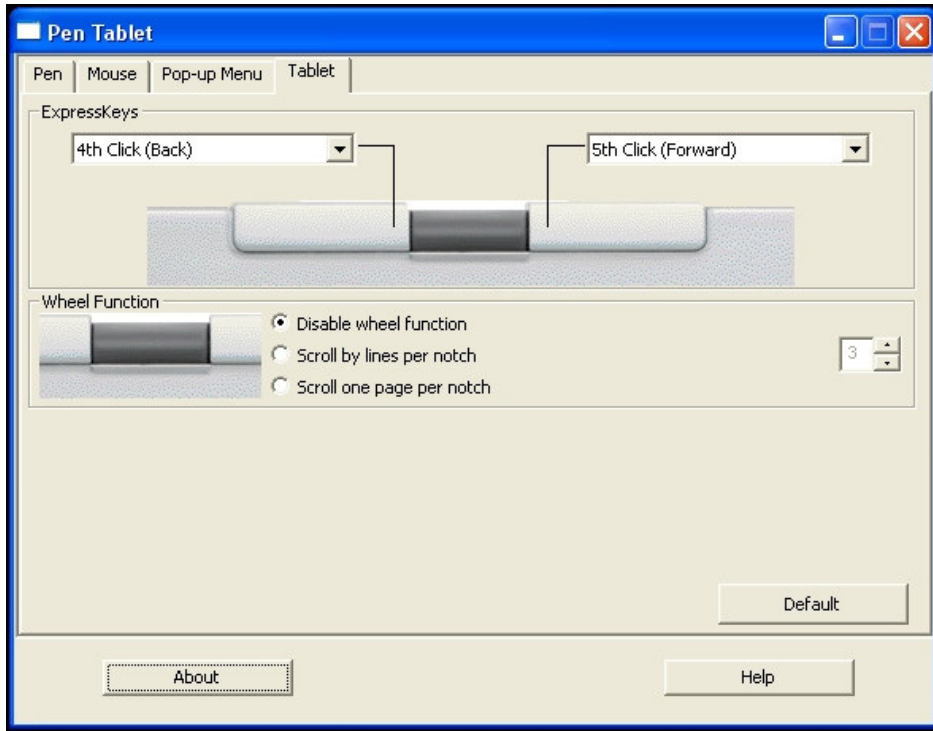 Pen Tablet
Pen Mouse Pop-up Menu Tablet
ExpressKeys
4th Click (Back) 5th Click (Forward)
Wheel Function
Disable wheel function
Scroll by lines per notch 3
Scroll one page per notch
Default
About Help